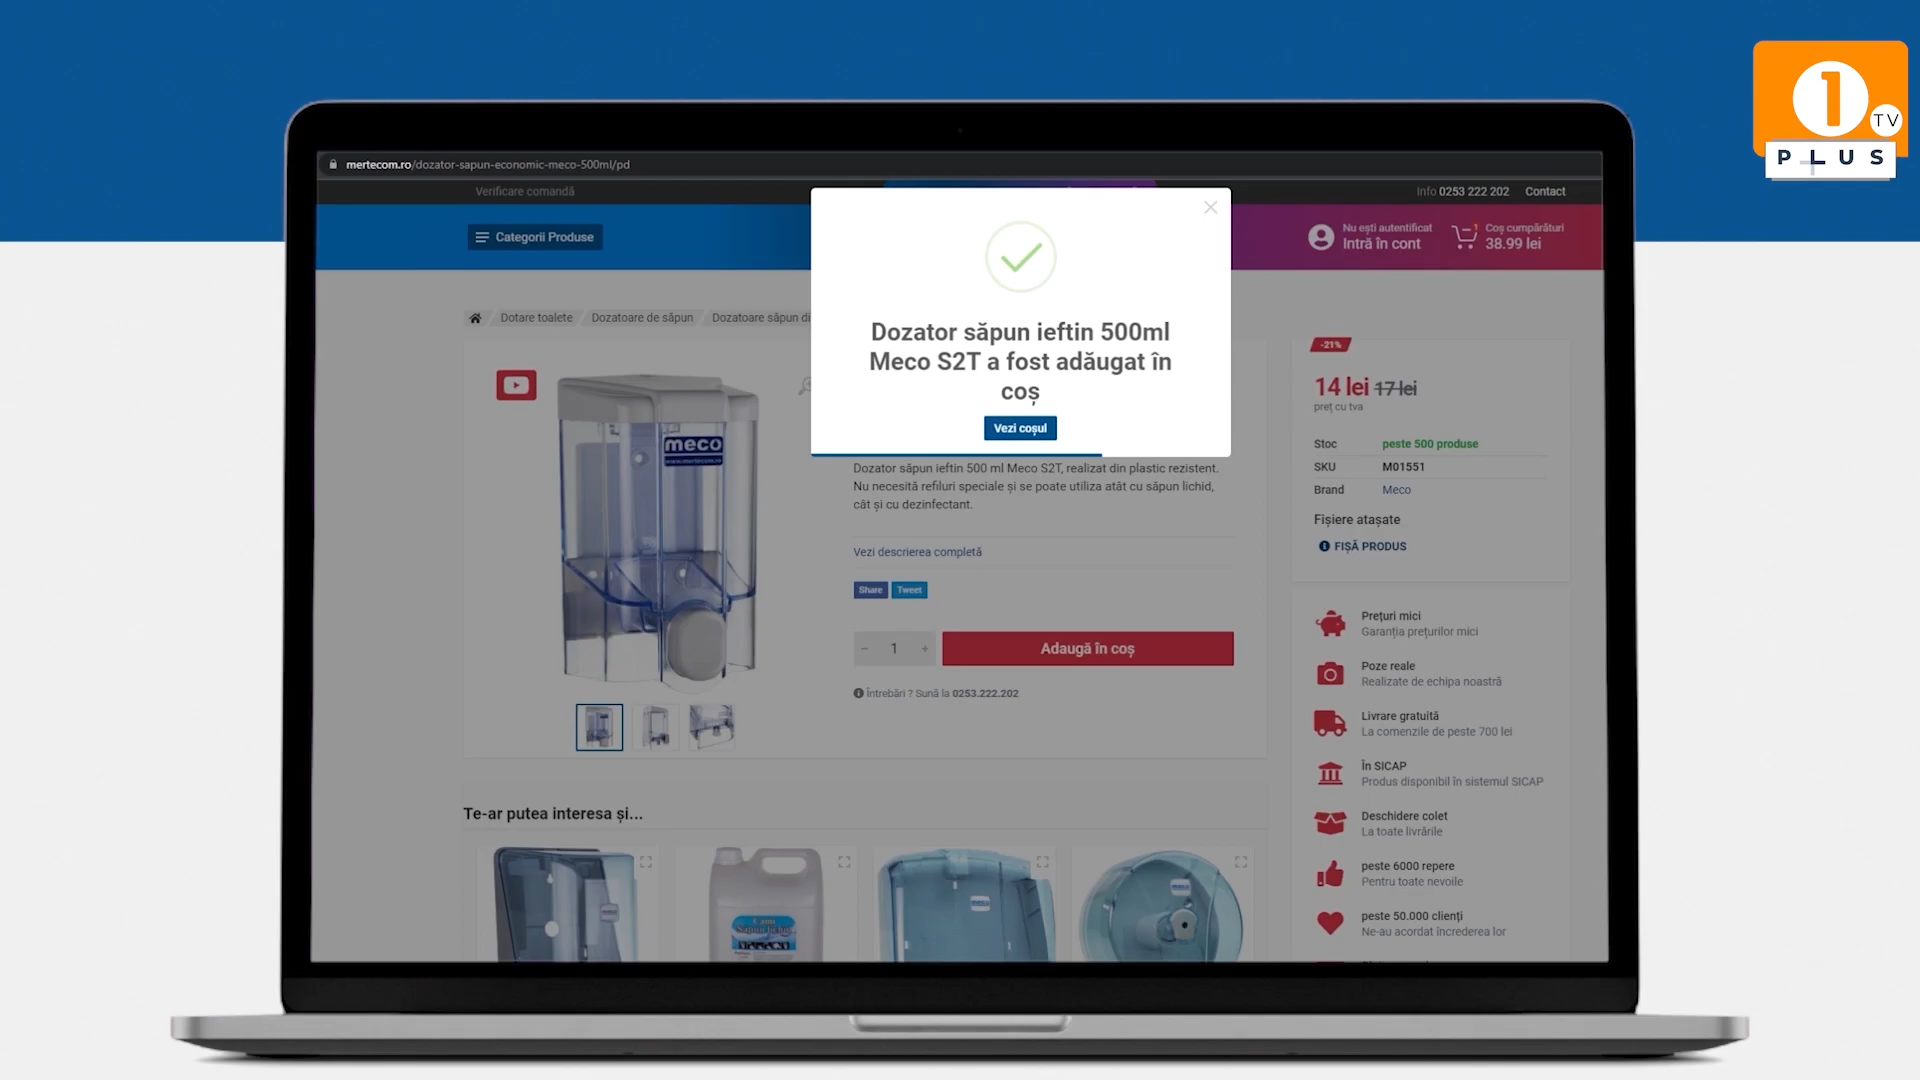 1
TV
PLUS
mertecom.ro/dozator-sapun-economic-meco-500ml/pd
Verificare comandă
Info 0253 222 202 Contact
Categorii Produse
Nu ești autentificat
Intră în cont
1
Coș cumpărături
38.99 lei
Dotare toalete
Dozatoare de săpun
Dozatoare săpun di
Dozator săpun ieftin 500ml
Meco S2T a fost adăugat în
coș
Vezi coșul
meco
www.mertecom.ro
Dozator săpun ieftin 500 ml Meco S2T, realizat din plastic rezistent.
Nu necesită refiluri speciale și se poate utiliza atât cu săpun lichid,
cât și cu dezinfectant.
Vezi descrierea completă
Share
Tweet
− 1 +
Adaugă în coș
Întrebări ? Sună la 0253.222.202
-21%
14 lei 17 lei
preț cu tva
Stoc peste 500 produse
SKU M01551
Brand Meco
Fișiere atașate
FIȘĂ PRODUS
Prețuri mici
Garanția prețurilor mici
Poze reale
Realizate de echipa noastră
Livrare gratuită
La comenzile de peste 700 lei
În SICAP
Produs disponibil în sistemul SICAP
Deschidere colet
La toate livrările
peste 6000 repere
Pentru toate nevoile
peste 50.000 clienți
Ne-au acordat încrederea lor
Te-ar putea interesa și...